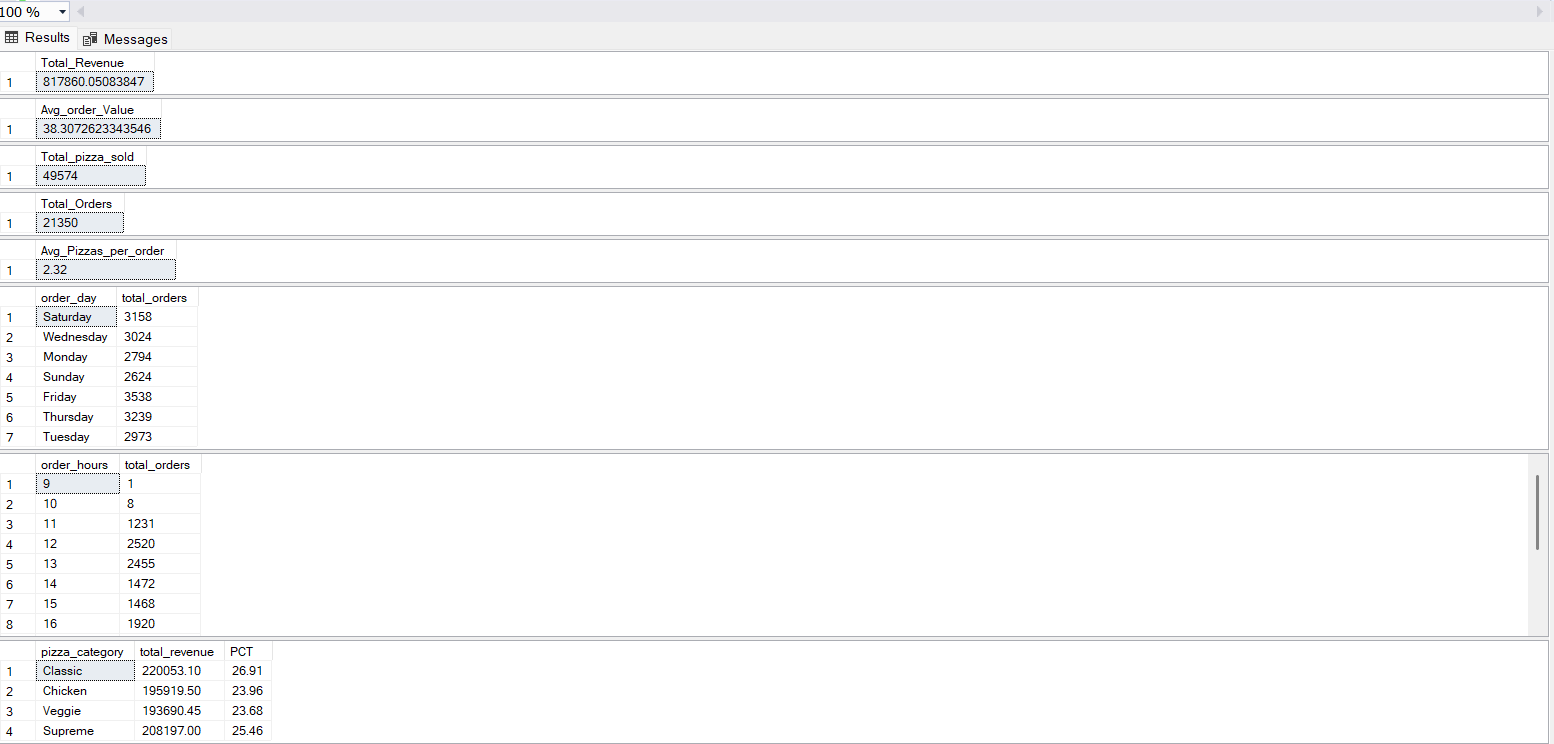 100 %
Results Messages
Total_Revenue
1 817860.05083847
Avg_order_Value
1 38.3072623343546
Total_pizza_sold
1 49574
Total_Orders
1 21350
Avg_Pizzas_per_order
1 2.32
order_day total_orders
1 Saturday 3158
2 Wednesday 3024
3 Monday 2794
4 Sunday 2624
5 Friday 3538
6 Thursday 3239
7 Tuesday 2973
order_hours total_orders
1 9 1
2 10 8
3 11 1231
4 12 2520
5 13 2455
6 14 1472
7 15 1468
8 16 1920
pizza_category total_revenue PCT
1 Classic 220053.10 26.91
2 Chicken 195919.50 23.96
3 Veggie 193690.45 23.68
4 Supreme 208197.00 25.46